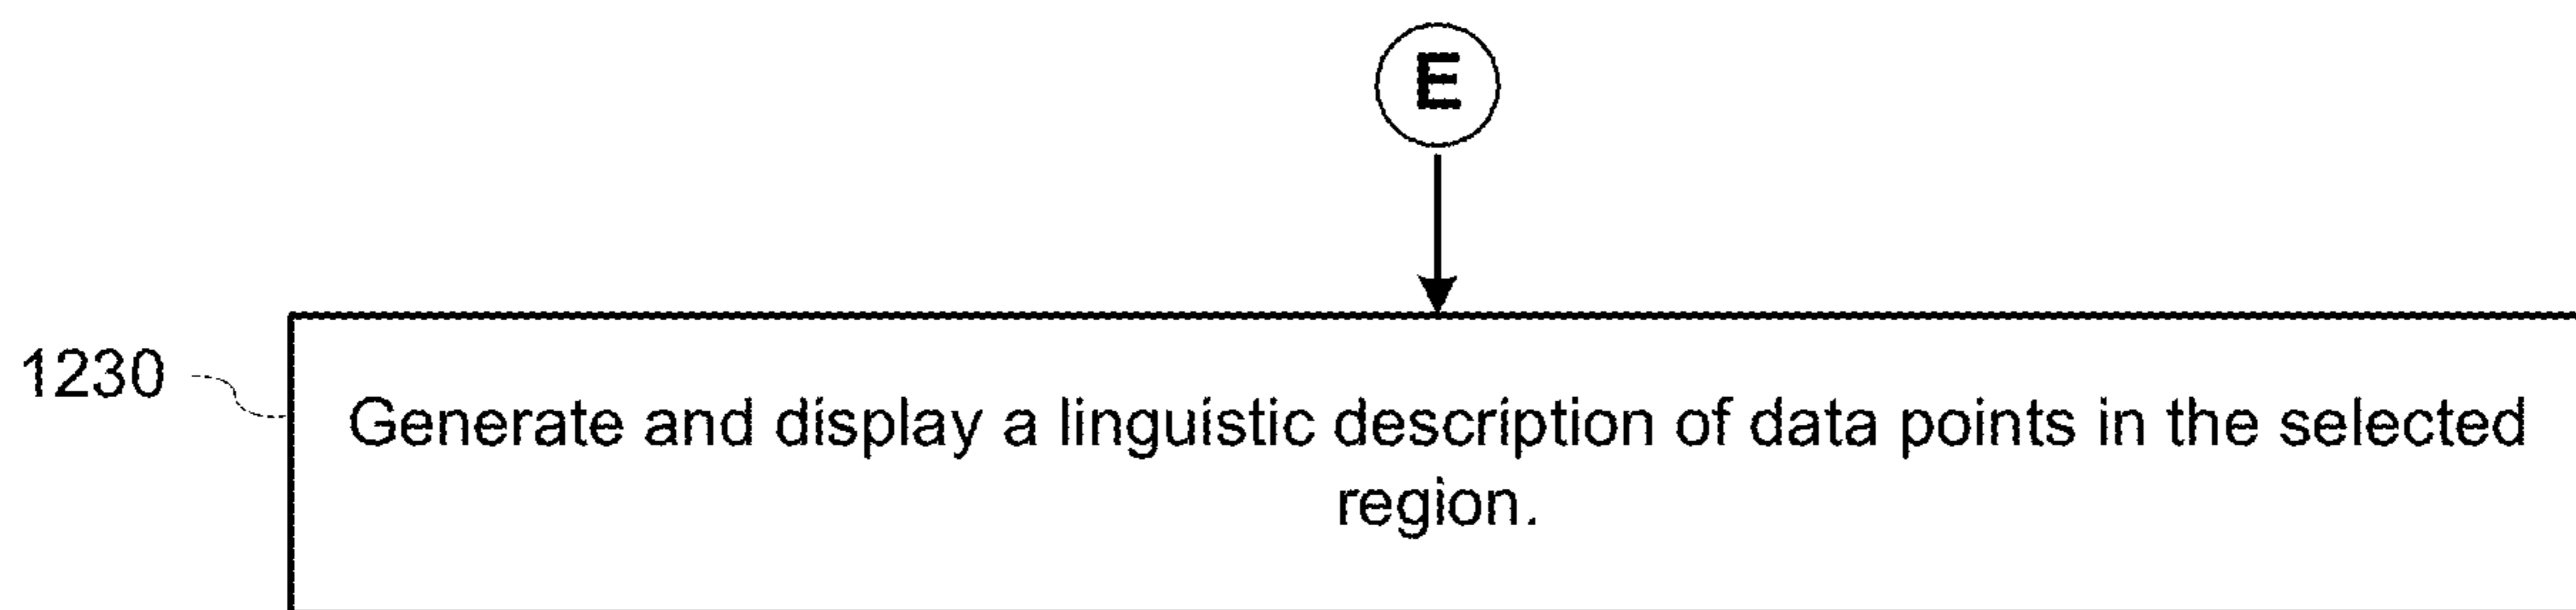 E
1230
Generate and display a linguistic description of data points in the selected
region.